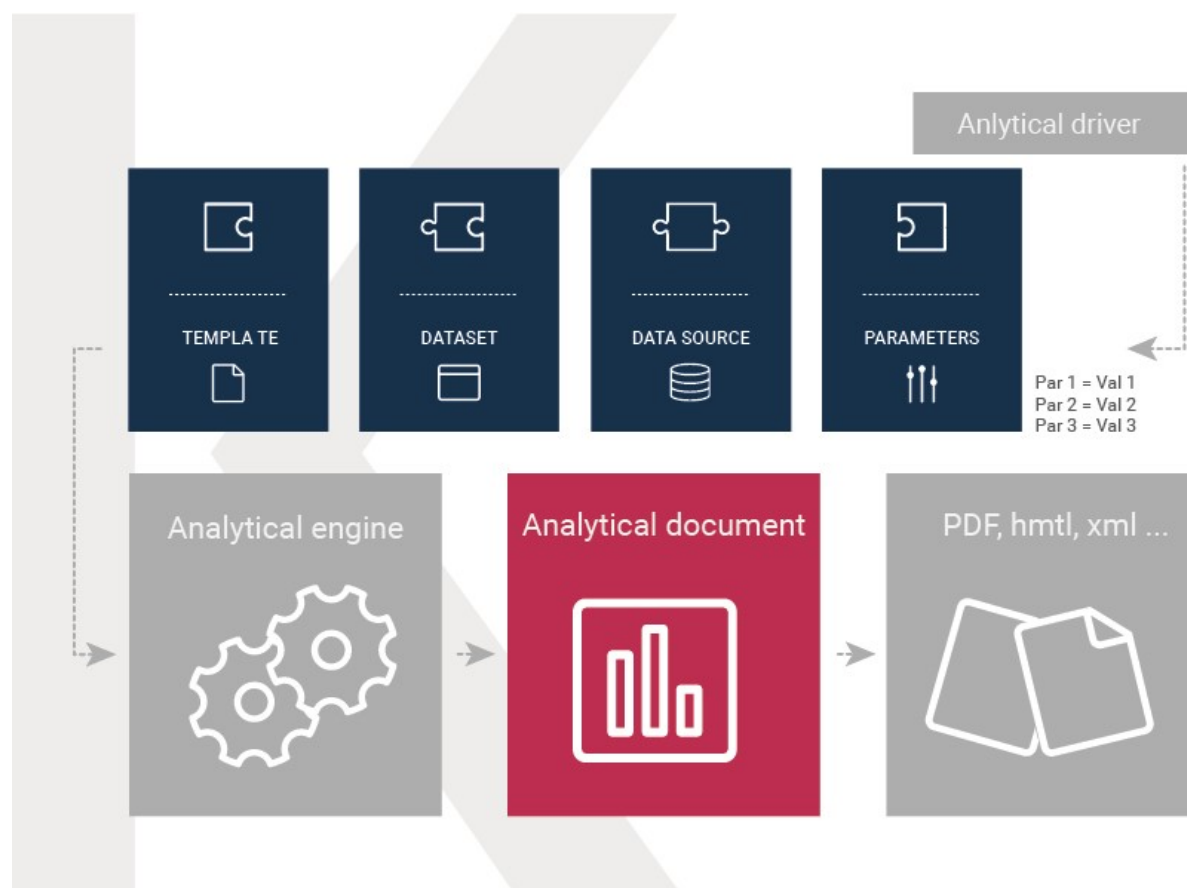 Anlytical driver
TEMPLA TE
DATASET
DATA SOURCE
PARAMETERS
Par 1 = Val 1
Par 2 = Val 2
Par 3 = Val 3
Analytical engine
Analytical document
PDF, hmtl, xml ...